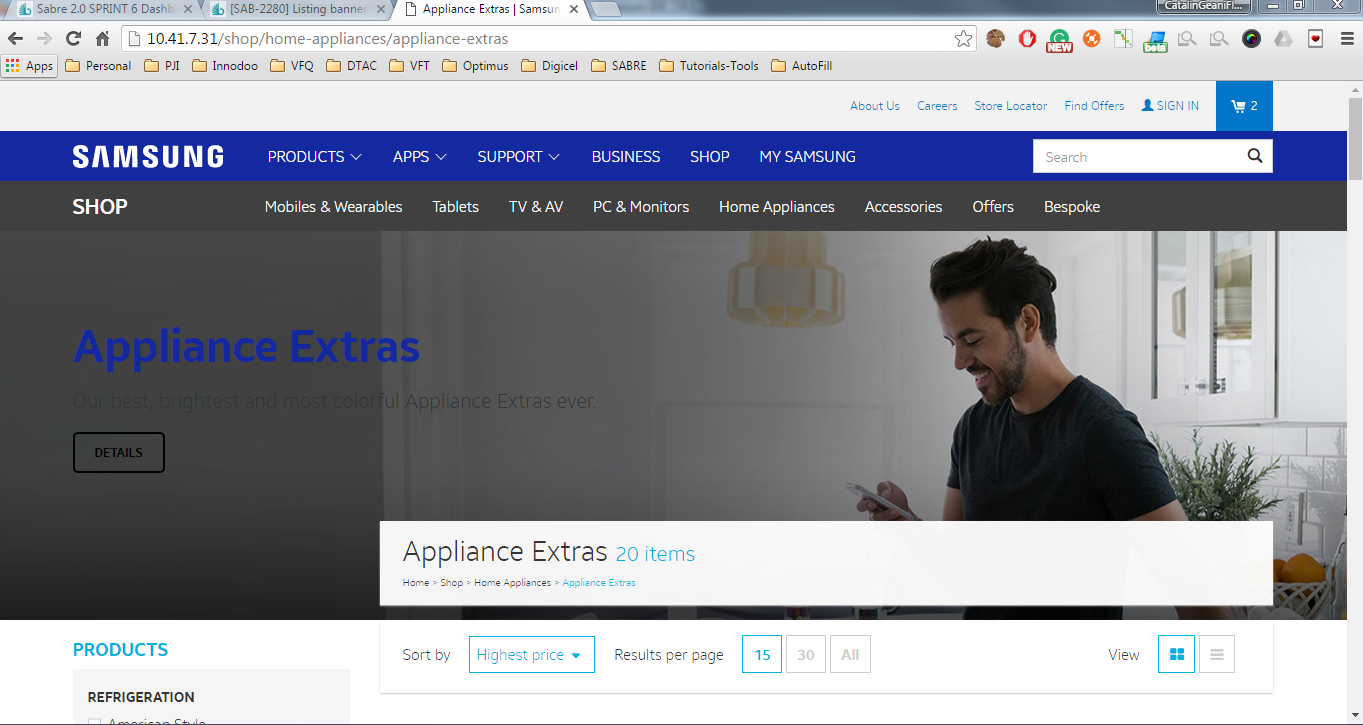 Sabre 2.0 SPRINT 6 Dashb
[SAB-2280] Listing banner
Appliance Extras | Samsun
CatalinGeaniFl...
10.41.7.31/shop/home-appliances/appliance-extras
NEW
beta
Apps Personal PJI Innodoo VFQ DTAC VFT Optimus Digicel SABRE Tutorials-Tools AutoFill
About Us Careers Store Locator Find Offers SIGN IN 2
SAMSUNG PRODUCTS APPS SUPPORT BUSINESS SHOP MY SAMSUNG Search
SHOP Mobiles & Wearables Tablets TV & AV PC & Monitors Home Appliances Accessories Offers Bespoke
Appliance Extras
Our best, brightest and most colorful Appliance Extras ever.
DETAILS
Appliance Extras 20 items
Home > Shop > Home Appliances > Appliance Extras
PRODUCTS
Sort by Highest price Results per page 15 30 All View
REFRIGERATION
American Style